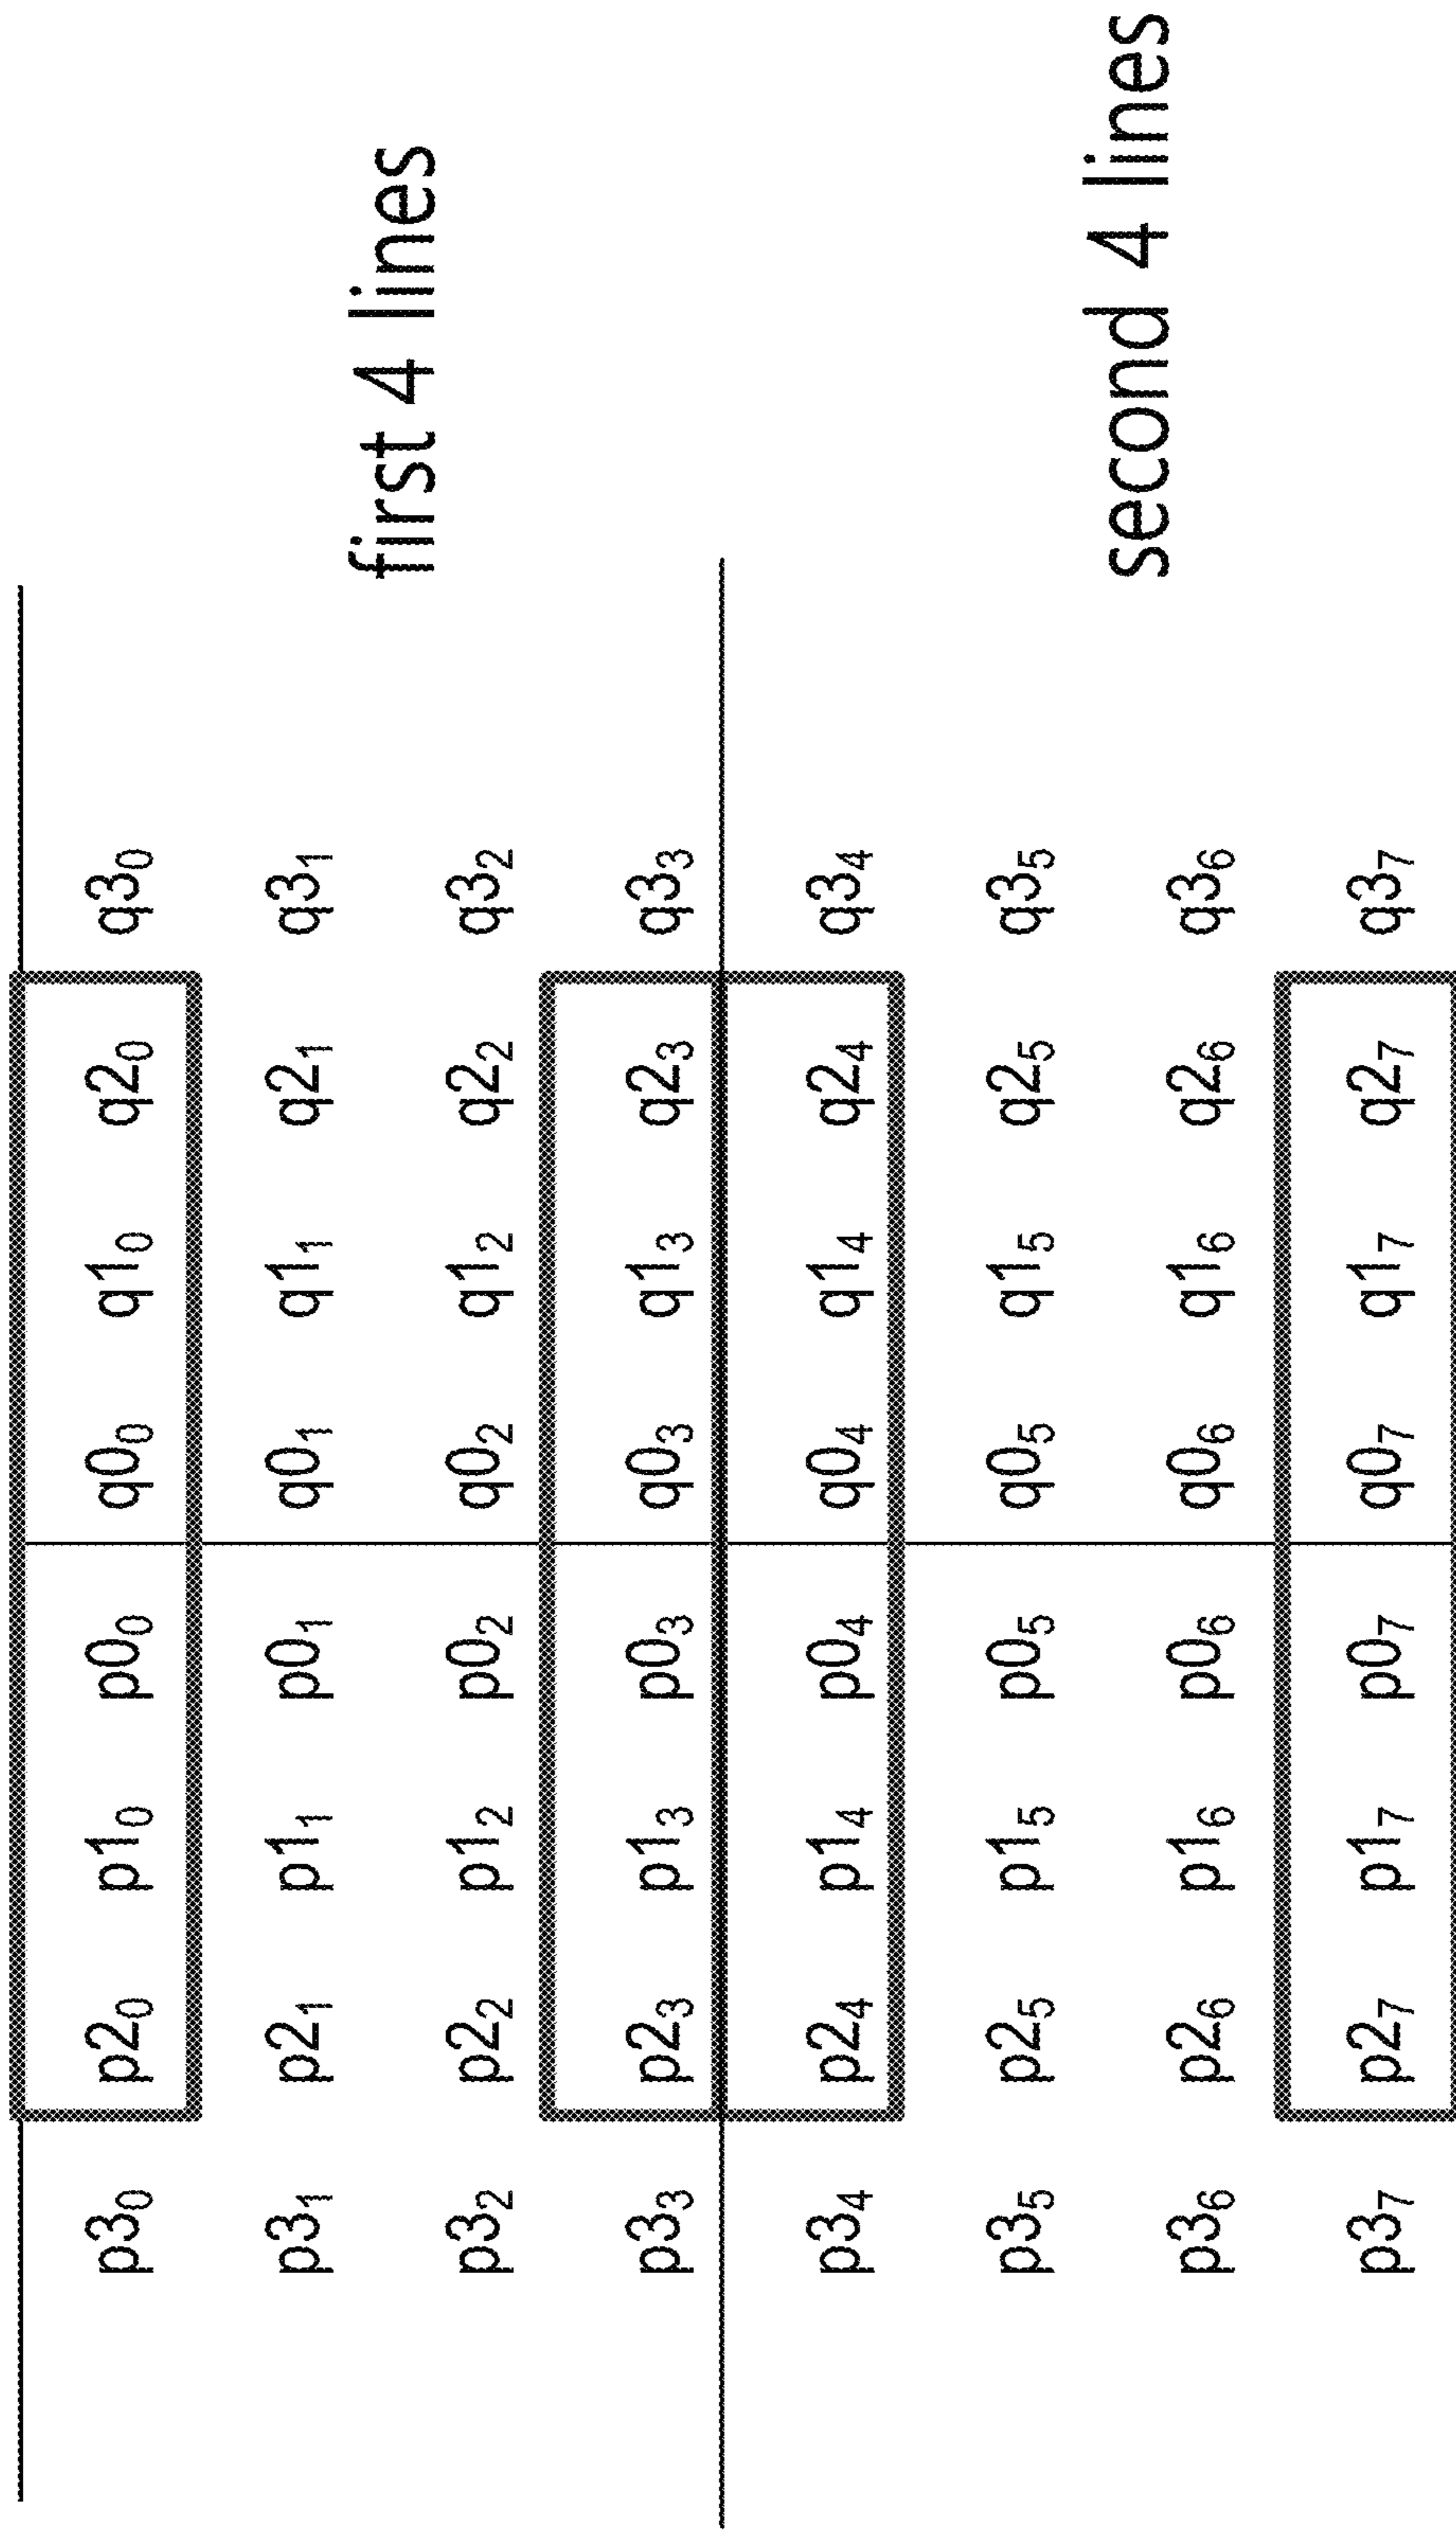 p3₀ p2₀ p1₀ p0₀ q0₀ q1₀ q2₀ q3₀
p3₁ p2₁ p1₁ p0₁ q0₁ q1₁ q2₁ q3₁
first 4 lines
p3₂ p2₂ p1₂ p0₂ q0₂ q1₂ q2₂ q3₂
p3₃ p2₃ p1₃ p0₃ q0₃ q1₃ q2₃ q3₃
p3₄ p2₄ p1₄ p0₄ q0₄ q1₄ q2₄ q3₄
p3₅ p2₅ p1₅ p0₅ q0₅ q1₅ q2₅ q3₅
second 4 lines
p3₆ p2₆ p1₆ p0₆ q0₆ q1₆ q2₆ q3₆
p3₇ p2₇ p1₇ p0₇ q0₇ q1₇ q2₇ q3₇